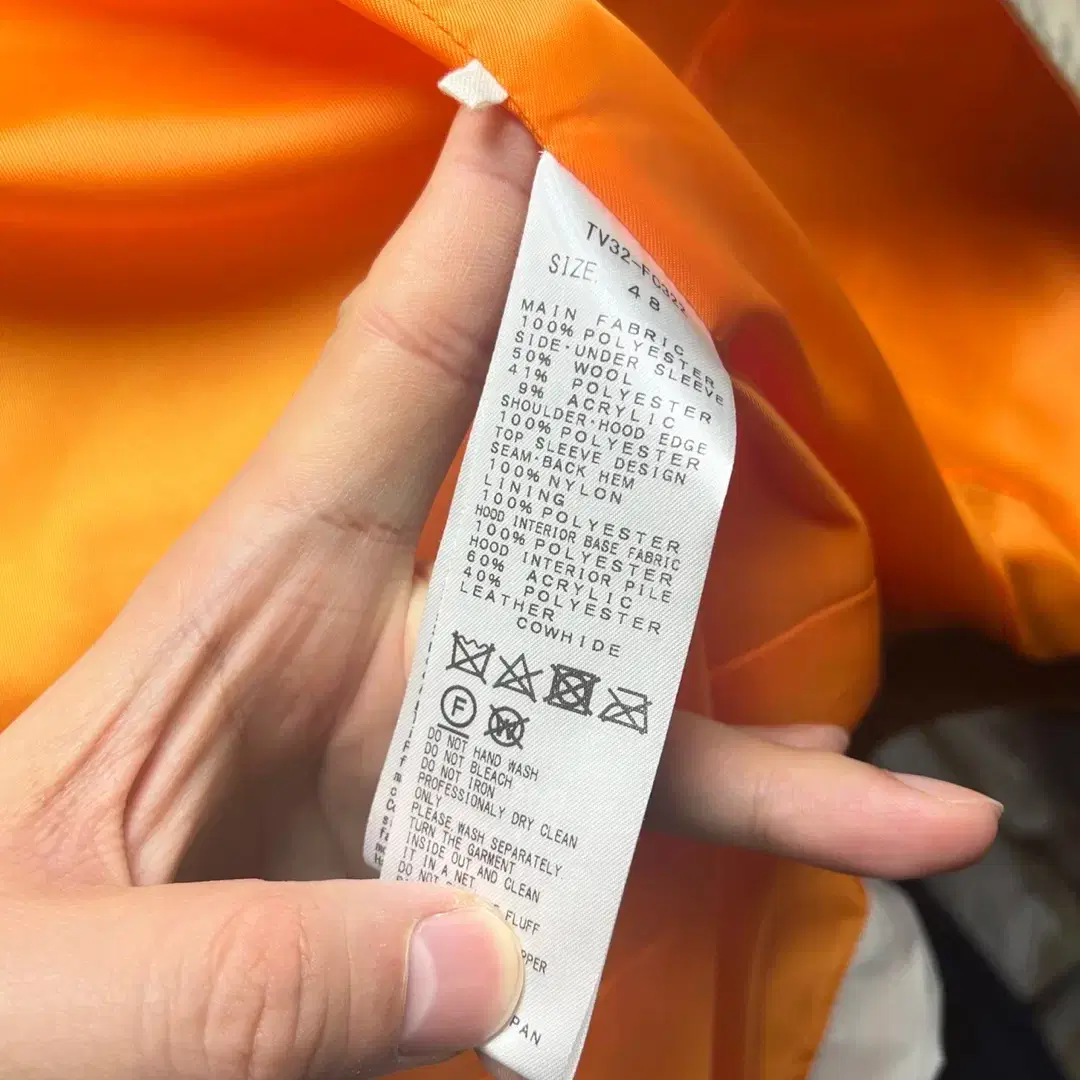 TV32-F0322
SIZE. 48
MAIN FABRIC
100% POLYESTER
SIDE·UNDER SLEEVE
50% WOOL
41% POLYESTER
9% ACRYLIC
SHOULDER·HOOD EDGE
100% POLYESTER
TOP SLEEVE DESIGN
SEAM·BACK HEM
100% NYLON
LINING
100% POLYESTER
HOOD INTERIOR BASE FABRIC
100% POLYESTER
HOOD INTERIOR PILE
60% ACRYLIC
40% POLYESTER
LEATHER
COWHIDE
F W
DO NOT HAND WASH
DO NOT BLEACH
DO NOT IRON
PROFESSIONALY DRY CLEAN
ONLY
PLEASE WASH SEPARATELY
TURN THE GARMENT
INSIDE OUT AND CLEAN
IT IN A NET
DO NOT
FLUFF